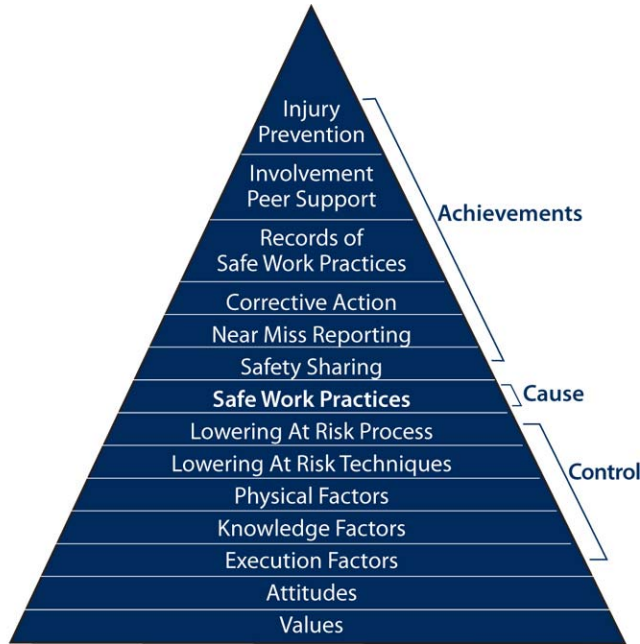 Injury
Prevention
Involvement
Peer Support
Achievements
Records of
Safe Work Practices
Corrective Action
Near Miss Reporting
Safety Sharing
Safe Work Practices
Cause
Lowering At Risk Process
Lowering At Risk Techniques
Control
Physical Factors
Knowledge Factors
Execution Factors
Attitudes
Values